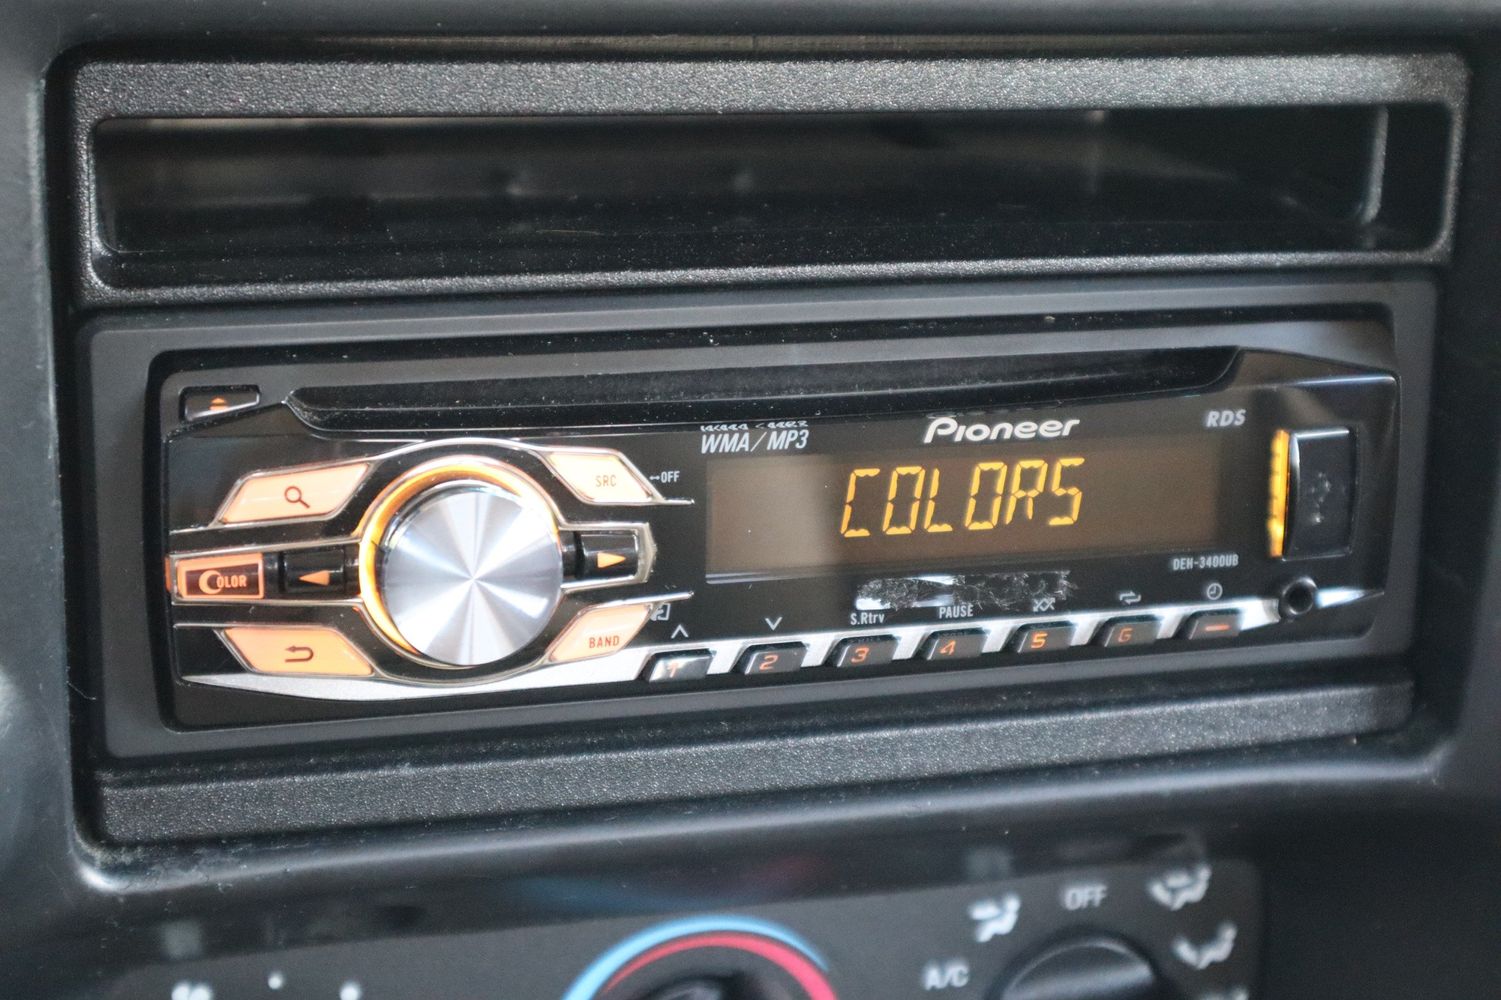 Pioneer
RDS
WMA/MP3
SRC
OFF
COLORS
COLOR
DEH-3400UB
BAND
S.Rtrv
PAUSE
1
2
3
4
5
6
OFF
A/C